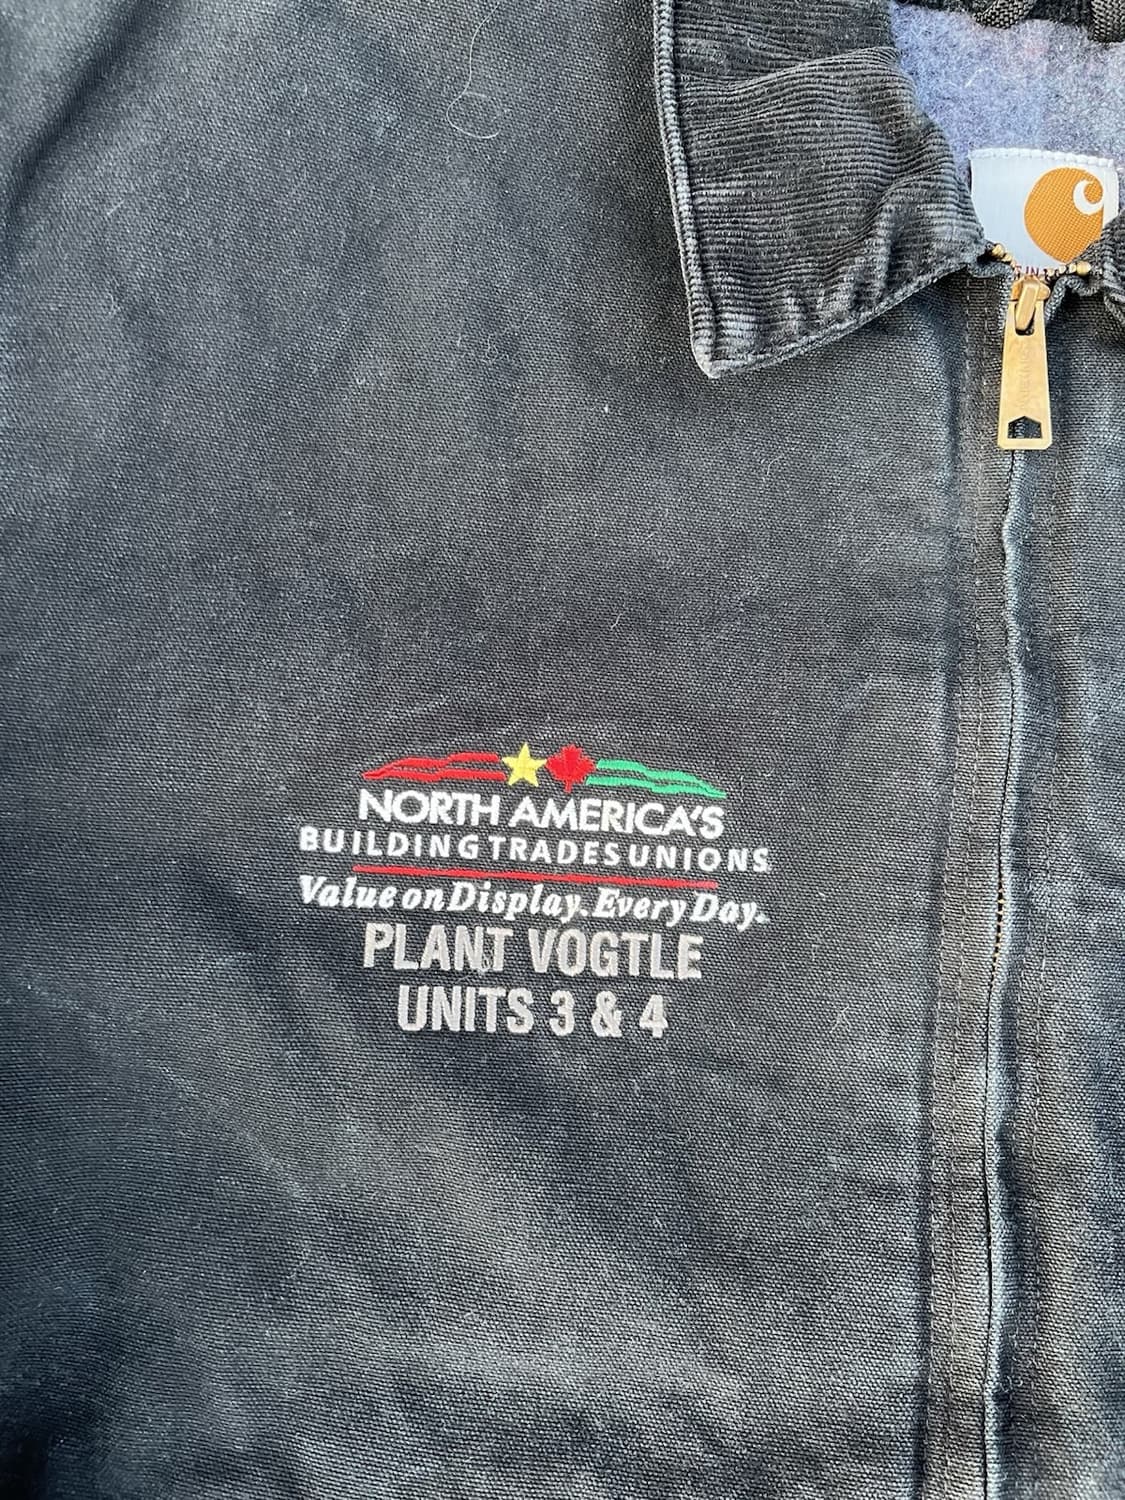 NORTH AMERICA'S
BUILDING TRADES UNIONS
Value on Display. Every Day.
PLANT VOGTLE
UNITS 3 & 4